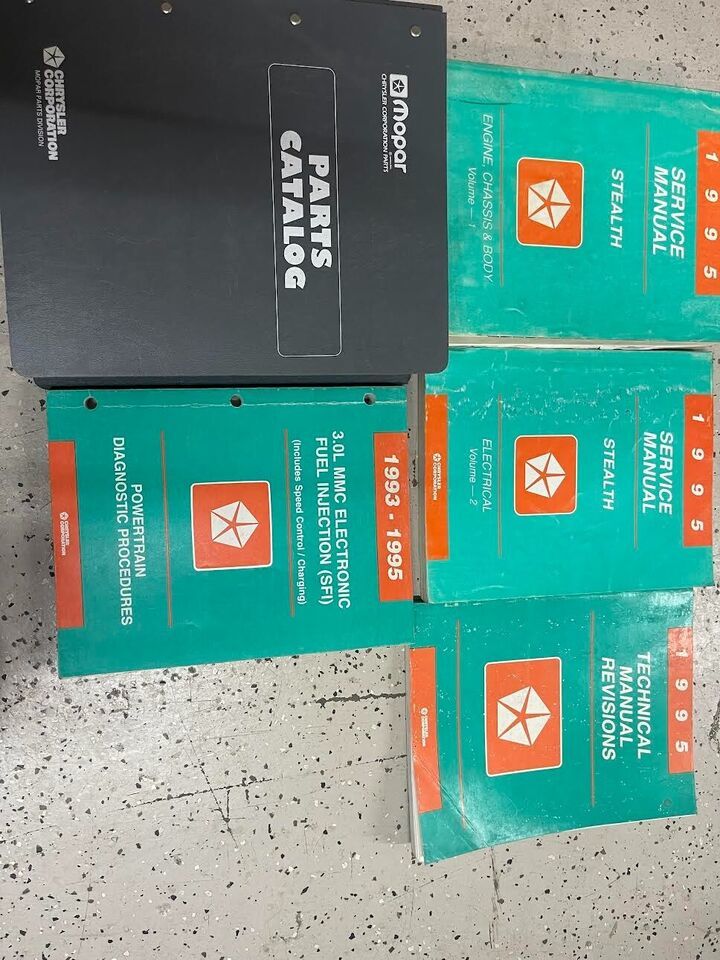 Mopar
CHRYSLER CORPORATION PARTS
PARTS
CATALOG
CHRYSLER
CORPORATION
MOPAR PARTS DIVISION
1995
SERVICE
MANUAL
STEALTH
ENGINE, CHASSIS & BODY
Volume — 1
1995
SERVICE
MANUAL
STEALTH
ELECTRICAL
Volume — 2
CHRYSLER
CORPORATION
1993 - 1995
3.0L MMC ELECTRONIC
FUEL INJECTION (SFI)
(Includes Speed Control / Charging)
POWERTRAIN
DIAGNOSTIC PROCEDURES
CHRYSLER
CORPORATION
1995
TECHNICAL
MANUAL
REVISIONS
CHRYSLER
CORPORATION